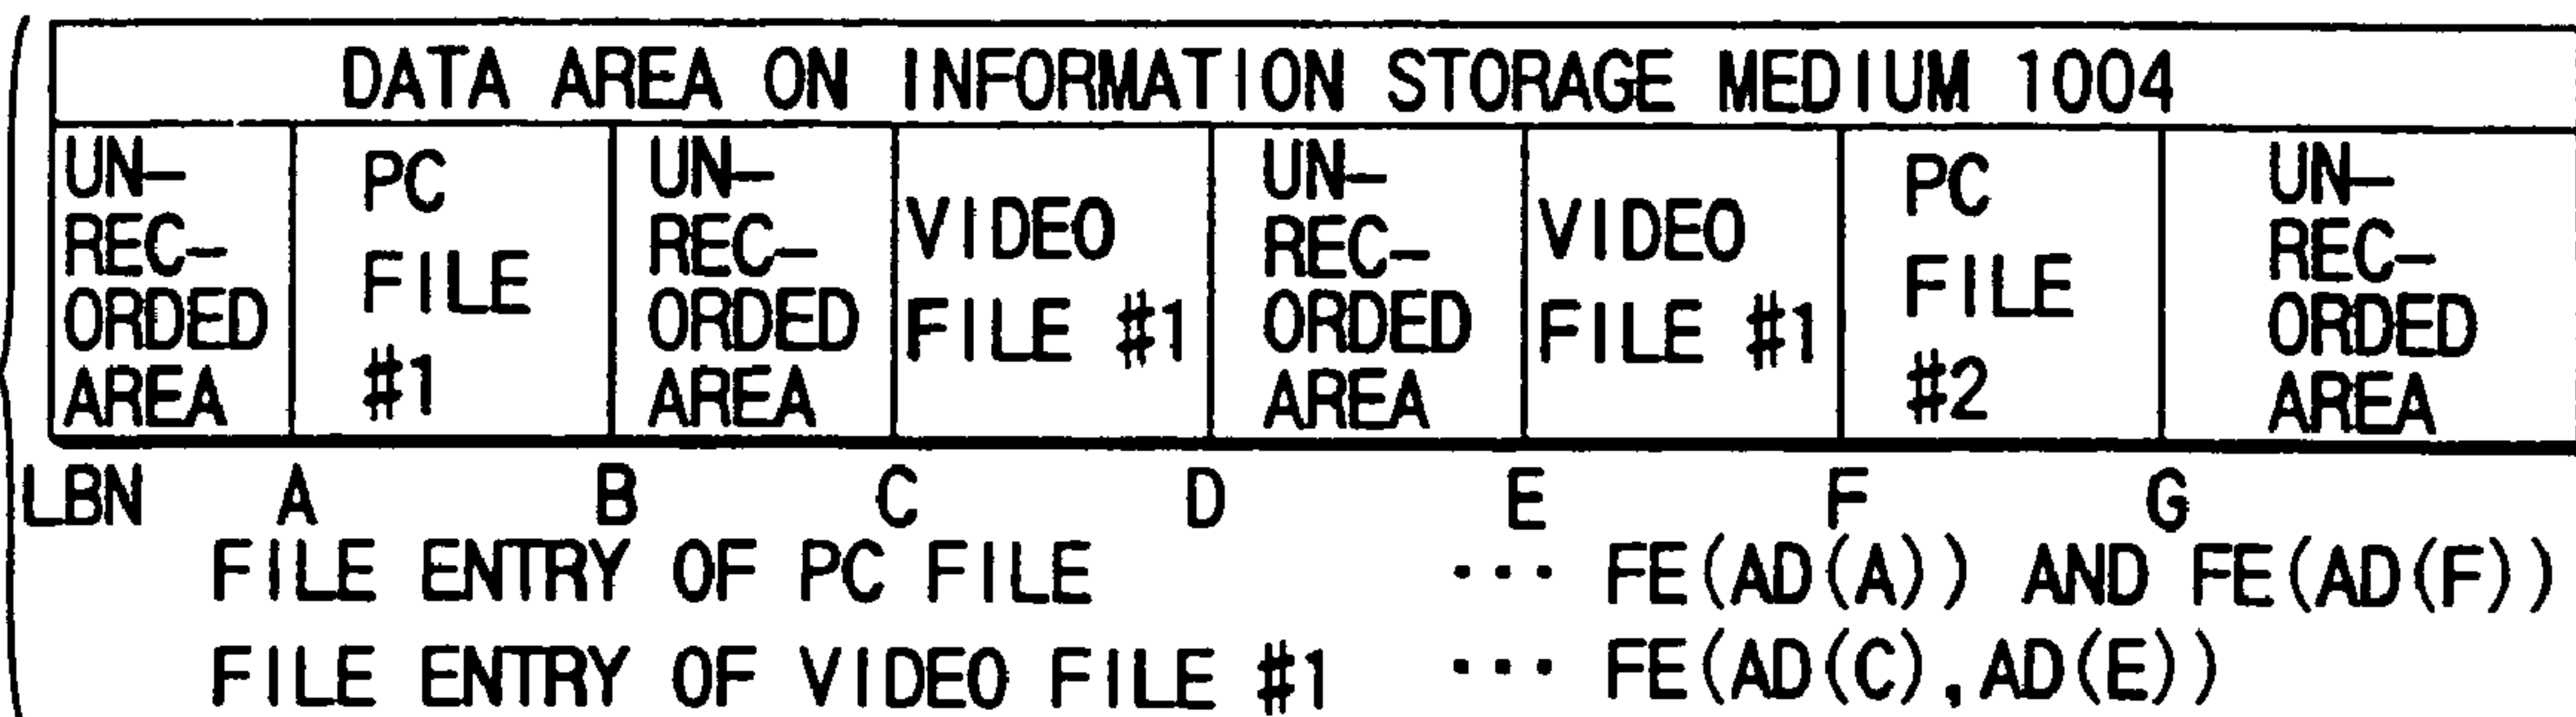 DATA AREA ON INFORMATION STORAGE MEDIUM 1004
UN-
REC-
ORDED
AREA
PC
FILE
#1
UN-
REC-
ORDED
AREA
VIDEO
FILE #1
UN-
REC-
ORDED
AREA
VIDEO
FILE #1
PC
FILE
#2
UN-
REC-
ORDED
AREA
LBN A B C D E F G
FILE ENTRY OF PC FILE ··· FE(AD(A)) AND FE(AD(F))
FILE ENTRY OF VIDEO FILE #1 ··· FE(AD(C),AD(E))